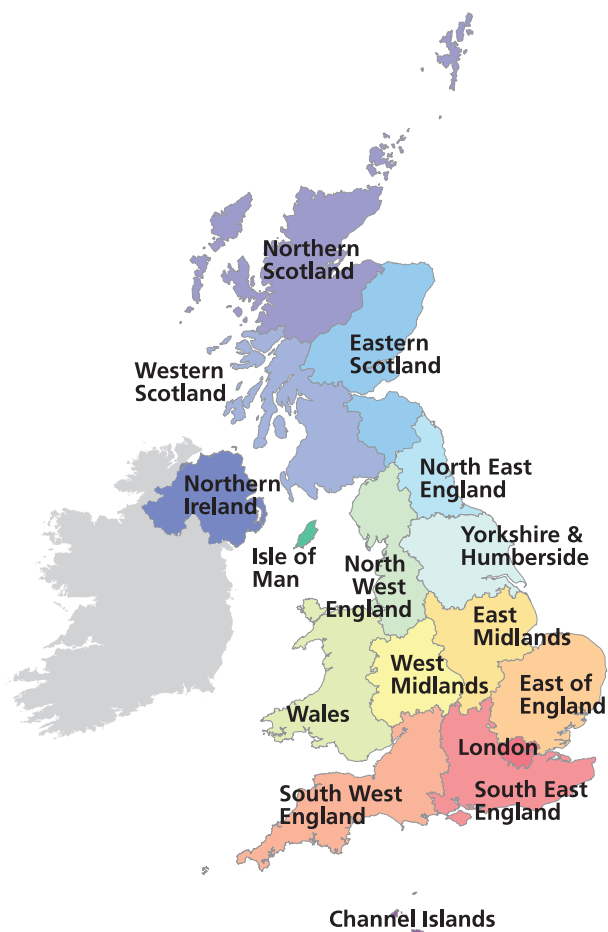 Northern
Scotland
Eastern
Scotland
Western
Scotland
North East
England
Northern
Ireland
Yorkshire &
Humberside
Isle of
Man
North
West
England
East
Midlands
West
Midlands
East of
England
Wales
London
South West
England
South East
England
Channel Islands